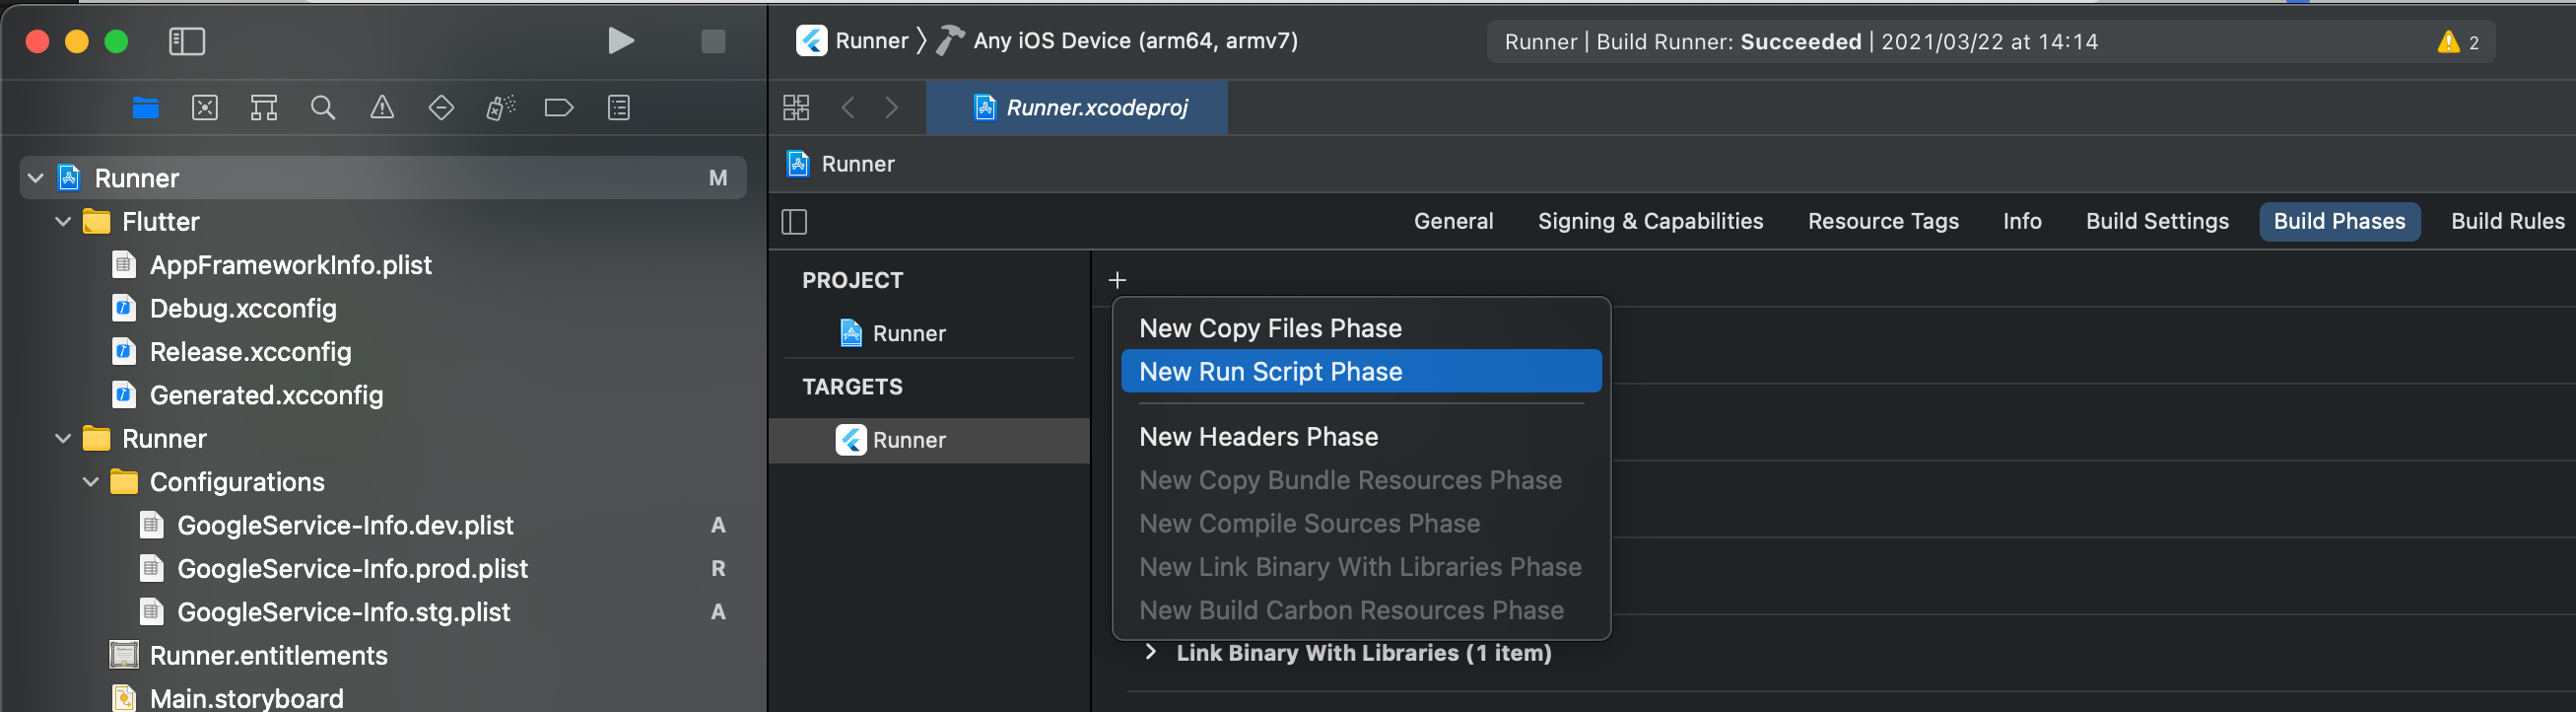 Runner
Any iOS Device (arm64, armv7)
Runner | Build Runner: Succeeded | 2021/03/22 at 14:14
2
Runner.xcodeproj
Runner
M
Flutter
AppFrameworkInfo.plist
Debug.xcconfig
Release.xcconfig
Generated.xcconfig
Runner
Configurations
GoogleService-Info.dev.plist
A
GoogleService-Info.prod.plist
R
GoogleService-Info.stg.plist
A
Runner.entitlements
Main.storyboard
Runner
General
Signing & Capabilities
Resource Tags
Info
Build Settings
Build Phases
Build Rules
PROJECT
Runner
TARGETS
Runner
New Copy Files Phase
New Run Script Phase
New Headers Phase
New Copy Bundle Resources Phase
New Compile Sources Phase
New Link Binary With Libraries Phase
New Build Carbon Resources Phase
Link Binary With Libraries (1 item)